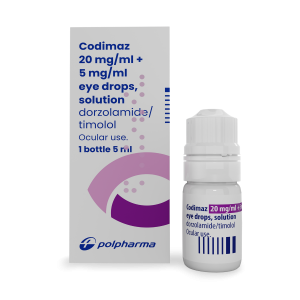 Codimaz
20 mg/ml +
5 mg/ml
eye drops,
solution
dorzolamide/
timolol
Ocular use.
1 bottle 5 ml
polpharma
Codimaz 20 mg/ml +
eye drops, solution
dorzolamide/timolol
Ocular use.